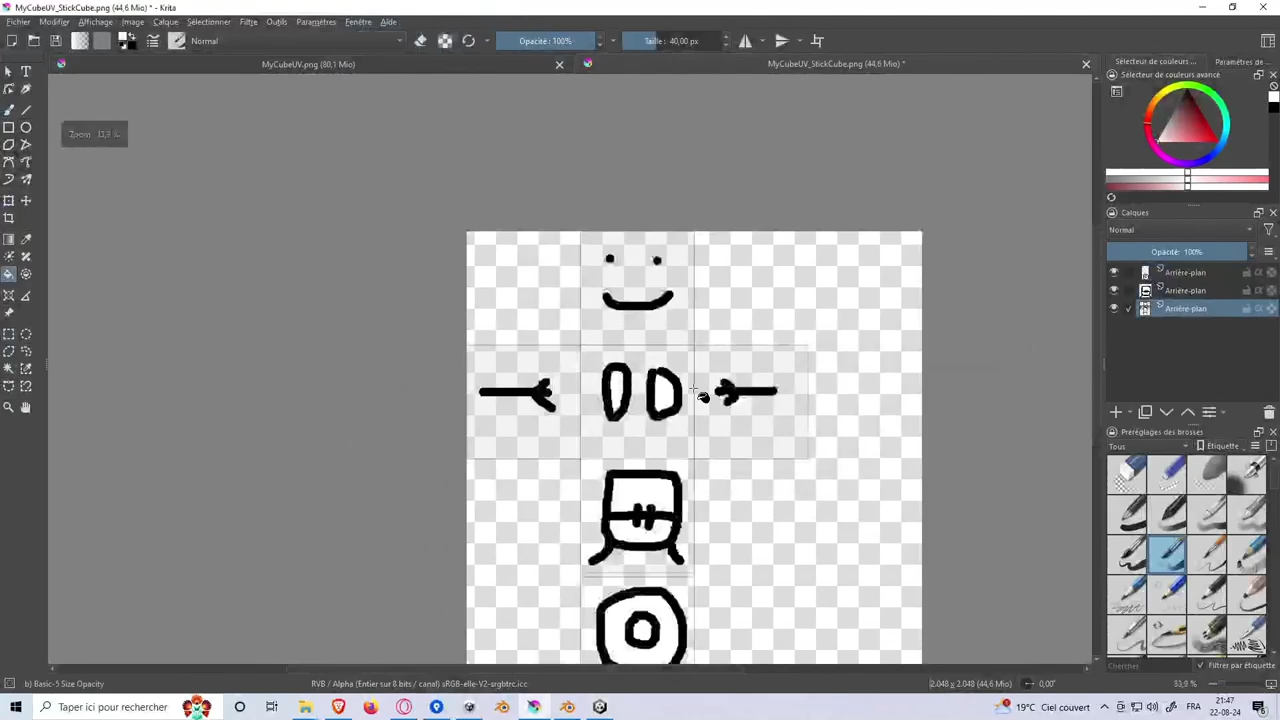 MyCubeUV_StickCube.png (44,6 Mio) * - Krita
Fichier Modifier Affichage Image Calque Sélectionner Filtre Outils Paramètres Fenêtre Aide
Normal Opacité : 100% Taille : 40,00 px
MyCubeUV.png (80,1 Mio) MyCubeUV_StickCube.png (44,6 Mio) *
Sélecteur de couleurs ... Paramètres de...
Sélecteur de couleurs avancé
Calques
Normal
Opacité: 100%
Arrière-plan
Arrière-plan
Arrière-plan
Préréglages des brosses
Tous Étiquette
Chercher Filtrer par étiquette
b) Basic-5 Size Opacity RVB / Alpha (Entier sur 8 bits / canal) sRGB-elle-V2-srgbtrc.icc 2.048 x 2.048 (44,6 Mio) 0,00°
Taper ici pour rechercher 19°C Ciel couvert FRA 21:47 22-08-24